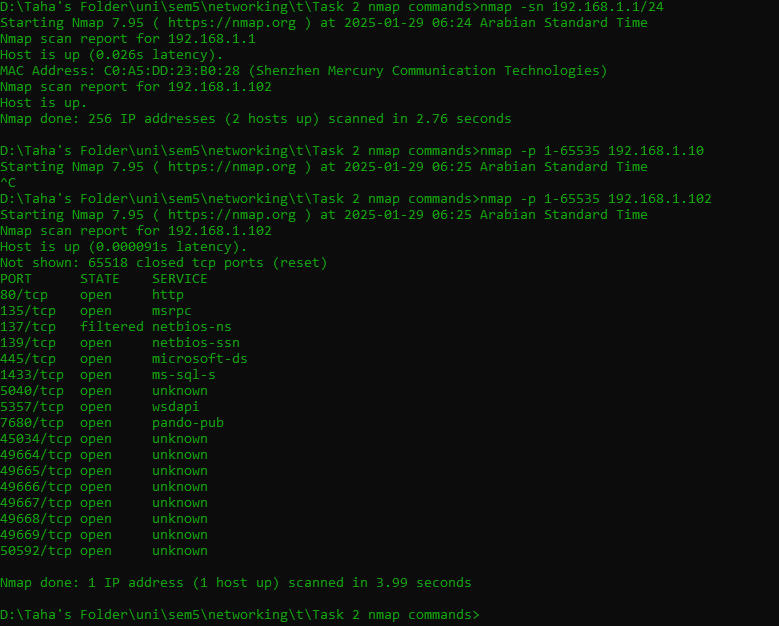 D:\Taha's Folder\uni\sem5\networking\t\Task 2 nmap commands>nmap -sn 192.168.1.1/24
Starting Nmap 7.95 ( https://nmap.org ) at 2025-01-29 06:24 Arabian Standard Time
Nmap scan report for 192.168.1.1
Host is up (0.026s latency).
MAC Address: C0:A5:DD:23:B0:28 (Shenzhen Mercury Communication Technologies)
Nmap scan report for 192.168.1.102
Host is up.
Nmap done: 256 IP addresses (2 hosts up) scanned in 2.76 seconds

D:\Taha's Folder\uni\sem5\networking\t\Task 2 nmap commands>nmap -p 1-65535 192.168.1.10
Starting Nmap 7.95 ( https://nmap.org ) at 2025-01-29 06:25 Arabian Standard Time
^C
D:\Taha's Folder\uni\sem5\networking\t\Task 2 nmap commands>nmap -p 1-65535 192.168.1.102
Starting Nmap 7.95 ( https://nmap.org ) at 2025-01-29 06:25 Arabian Standard Time
Nmap scan report for 192.168.1.102
Host is up (0.000091s latency).
Not shown: 65518 closed tcp ports (reset)
PORT      STATE    SERVICE
80/tcp    open     http
135/tcp   open     msrpc
137/tcp   filtered netbios-ns
139/tcp   open     netbios-ssn
445/tcp   open     microsoft-ds
1433/tcp  open     ms-sql-s
5040/tcp  open     unknown
5357/tcp  open     wsdapi
7680/tcp  open     pando-pub
45034/tcp open     unknown
49664/tcp open     unknown
49665/tcp open     unknown
49666/tcp open     unknown
49667/tcp open     unknown
49668/tcp open     unknown
49669/tcp open     unknown
50592/tcp open     unknown

Nmap done: 1 IP address (1 host up) scanned in 3.99 seconds

D:\Taha's Folder\uni\sem5\networking\t\Task 2 nmap commands>